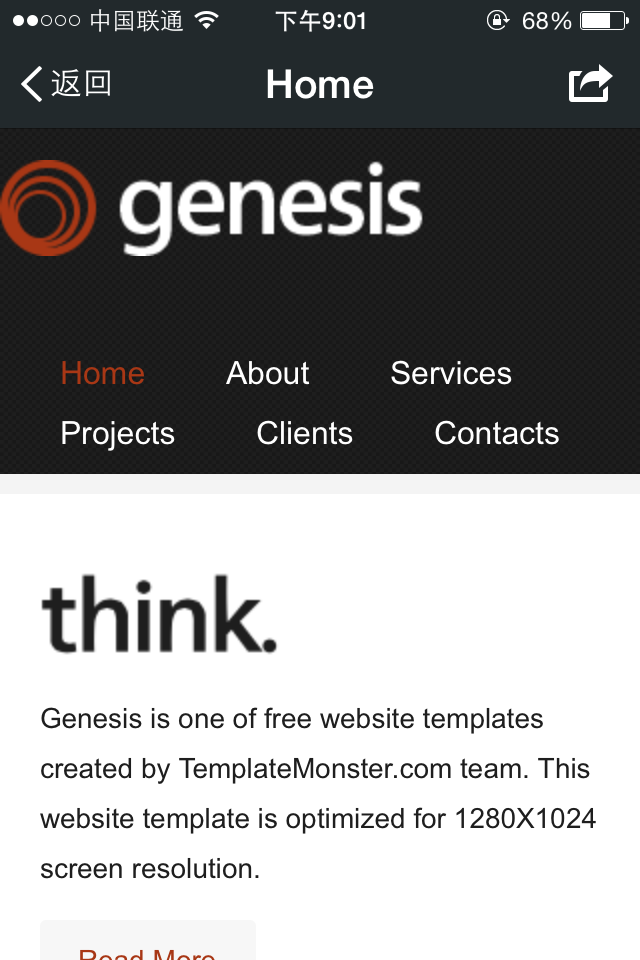 中国联通 下午9:01 68%
返回 Home
genesis
Home About Services
Projects Clients Contacts
think.
Genesis is one of free website templates
created by TemplateMonster.com team. This
website template is optimized for 1280X1024
screen resolution.
Read More